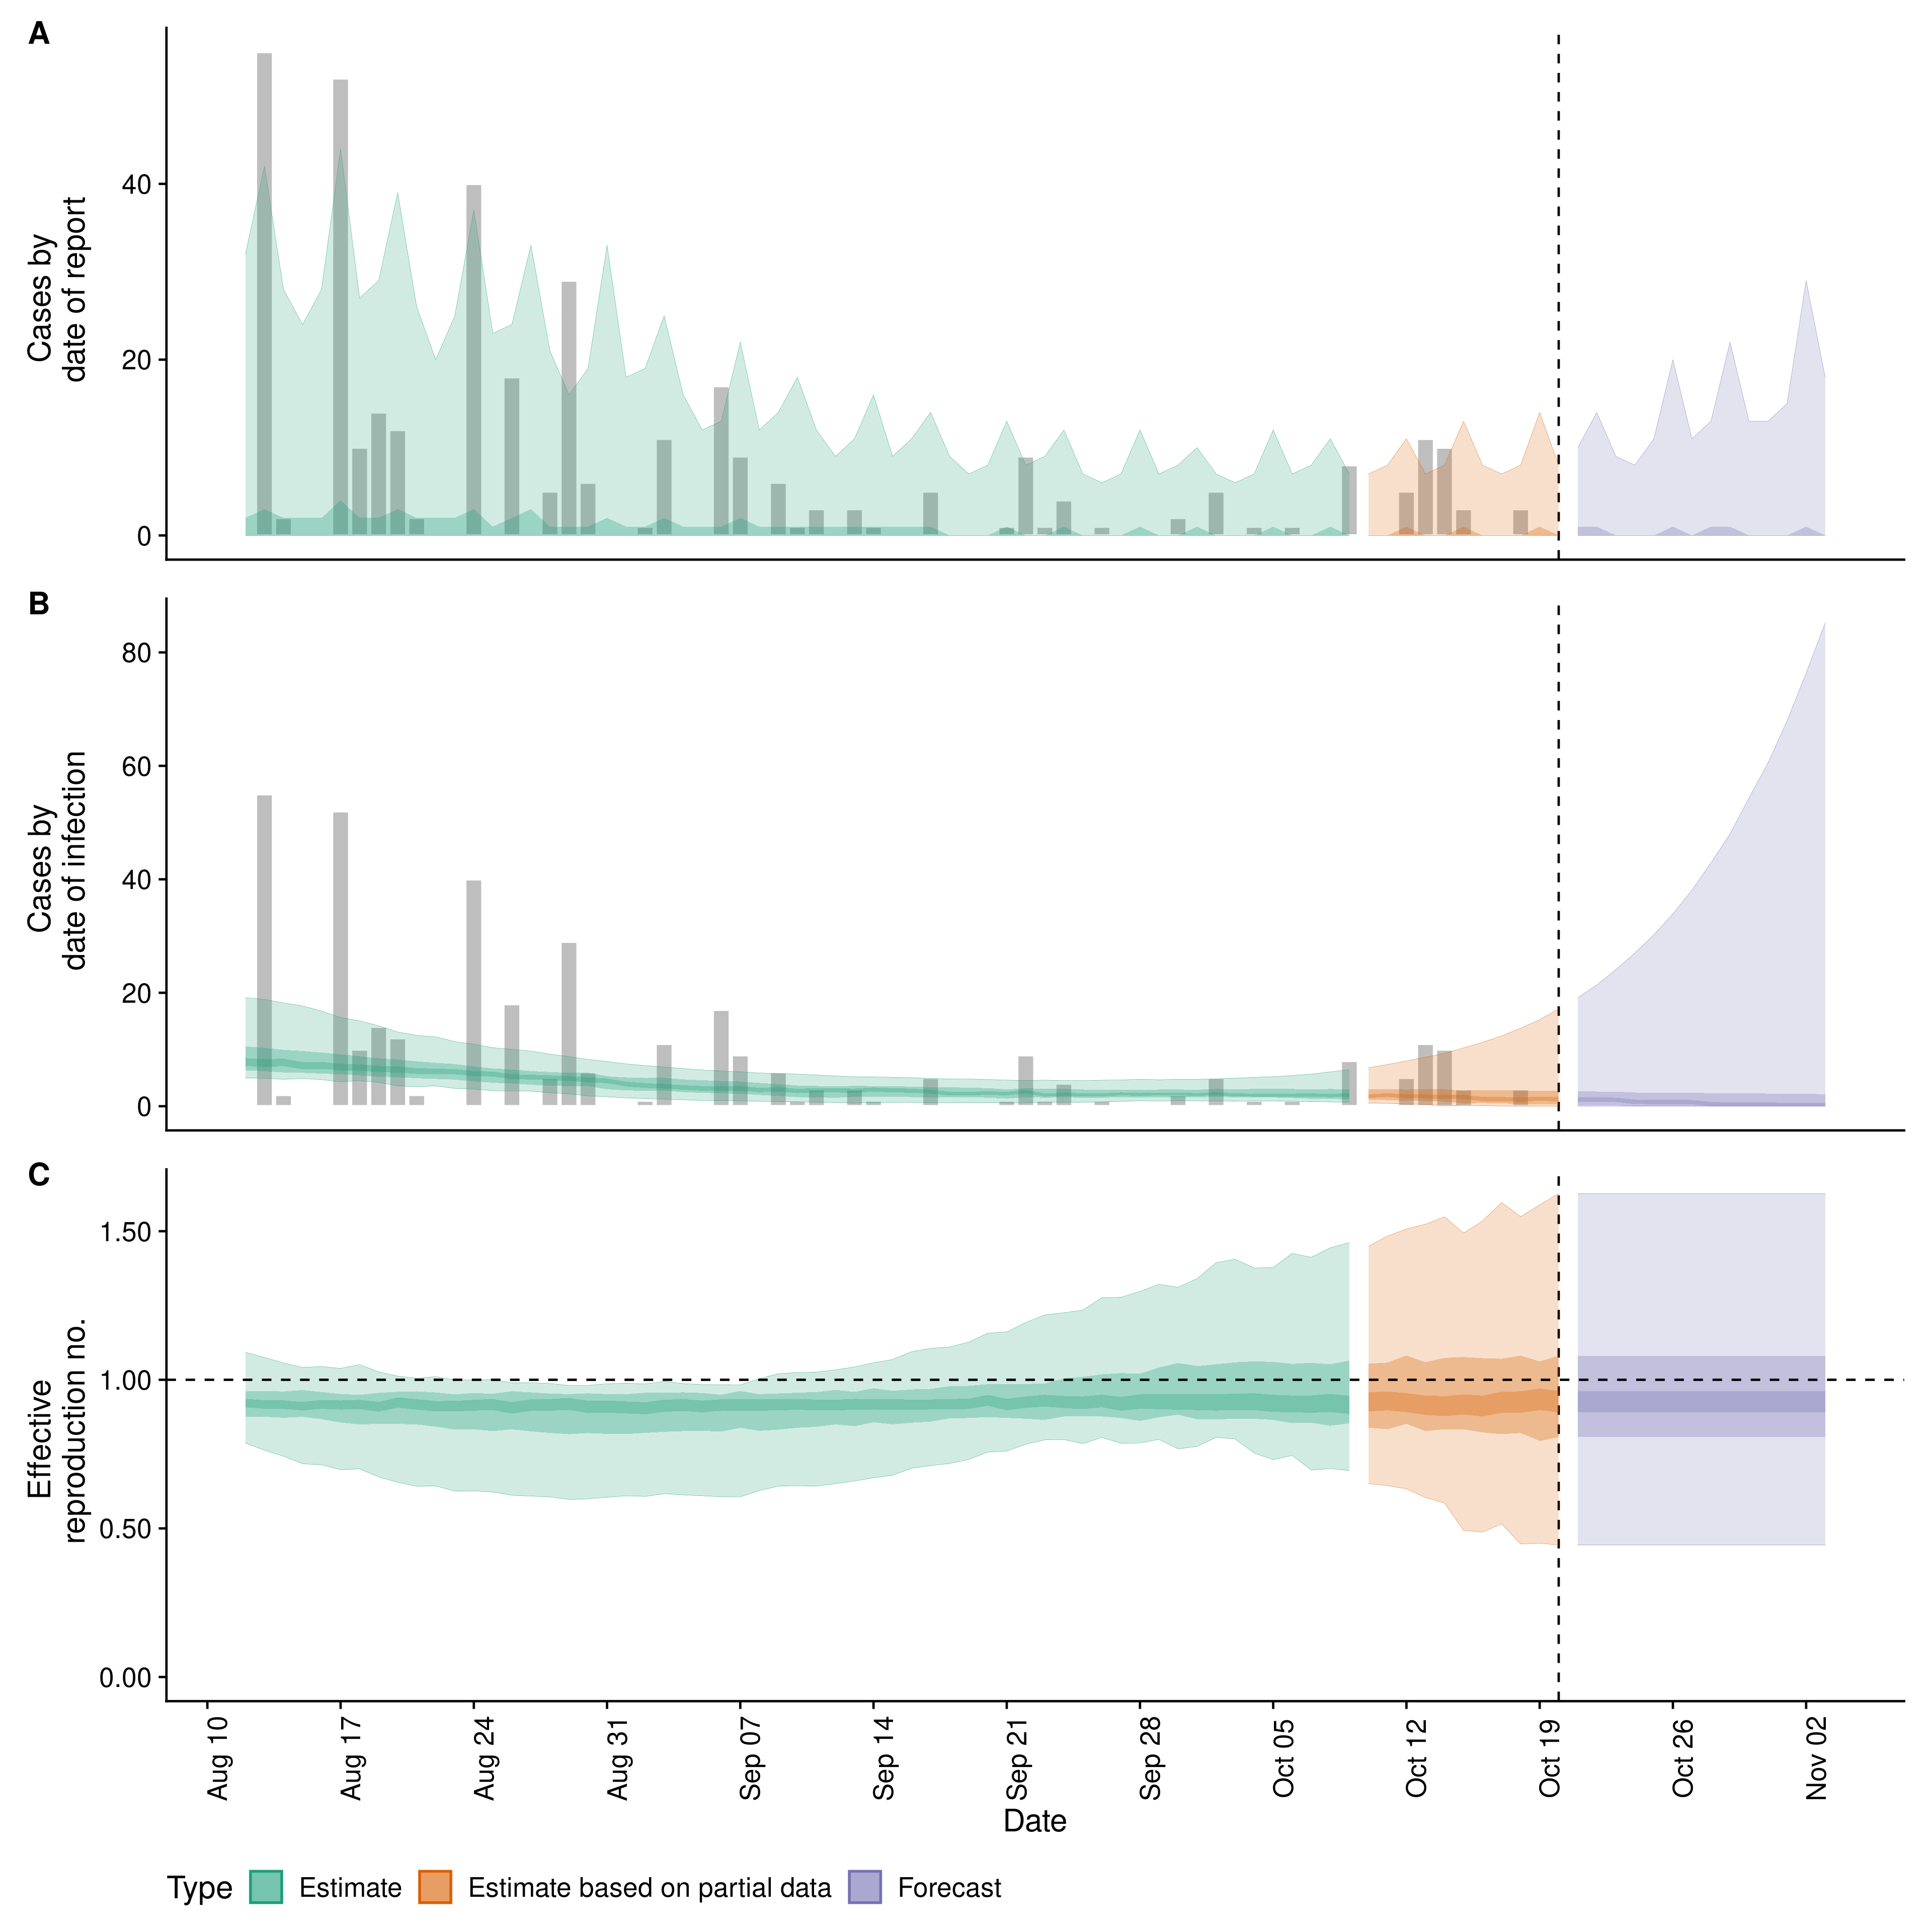 A
Cases by
date of report
40
20
0
B
Cases by
date of infection
80
60
40
20
0
C
Effective
reproduction no.
1.50
1.00
0.50
0.00
Aug 10
Aug 17
Aug 24
Aug 31
Sep 07
Sep 14
Sep 21
Sep 28
Oct 05
Oct 12
Oct 19
Oct 26
Nov 02
Date
Type Estimate Estimate based on partial data Forecast